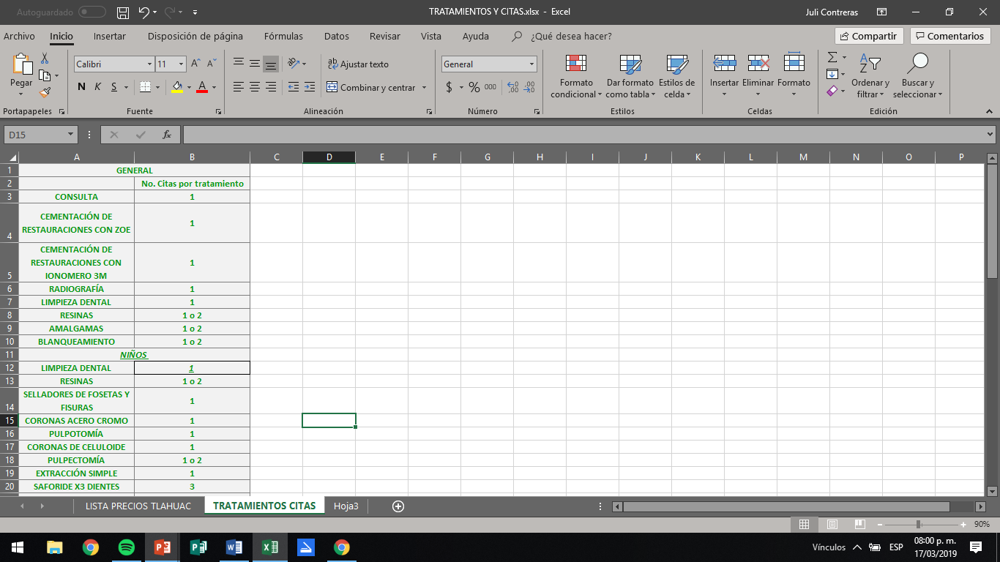 Autoguardado
TRATAMIENTOS Y CITAS.xlsx - Excel
Juli Contreras
Archivo Inicio Insertar Disposición de página Fórmulas Datos Revisar Vista Ayuda ¿Qué desea hacer? Compartir Comentarios
Pegar
Portapapeles
Calibri 11
N K S
Fuente
Ajustar texto
Combinar y centrar
Alineación
General
$ % 000
Número
Formato condicional
Dar formato como tabla
Estilos de celda
Estilos
Insertar Eliminar Formato
Celdas
Ordenar y filtrar
Buscar y seleccionar
Edición
D15
fx
A B C D E F G H I J K L M N O P
1 GENERAL
2 No. Citas por tratamiento
3 CONSULTA 1
4 CEMENTACIÓN DE RESTAURACIONES CON ZOE 1
5 CEMENTACIÓN DE RESTAURACIONES CON IONOMERO 3M 1
6 RADIOGRAFÍA 1
7 LIMPIEZA DENTAL 1
8 RESINAS 1 o 2
9 AMALGAMAS 1 o 2
10 BLANQUEAMIENTO 1 o 2
11 NIÑOS
12 LIMPIEZA DENTAL 1
13 RESINAS 1 o 2
14 SELLADORES DE FOSETAS Y FISURAS 1
15 CORONAS ACERO CROMO 1
16 PULPOTOMÍA 1
17 CORONAS DE CELULOIDE 1
18 PULPECTOMÍA 1 o 2
19 EXTRACCIÓN SIMPLE 1
20 SAFORIDE X3 DIENTES 3
LISTA PRECIOS TLAHUAC TRATAMIENTOS CITAS Hoja3
90%
Vínculos ESP
08:00 p. m.
17/03/2019